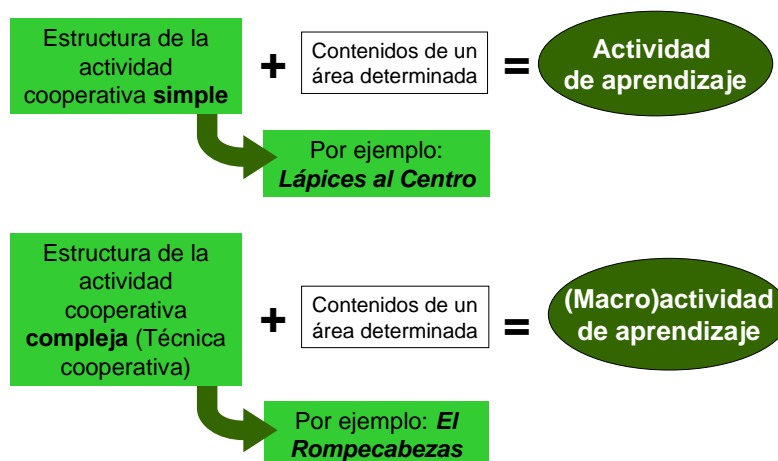 Estructura de la
actividad
cooperativa simple
+
Contenidos de un
área determinada
=
Actividad
de aprendizaje
Por ejemplo:
Lápices al Centro
Estructura de la
actividad
cooperativa
compleja (Técnica
cooperativa)
+
Contenidos de un
área determinada
=
(Macro)actividad
de aprendizaje
Por ejemplo: El
Rompecabezas